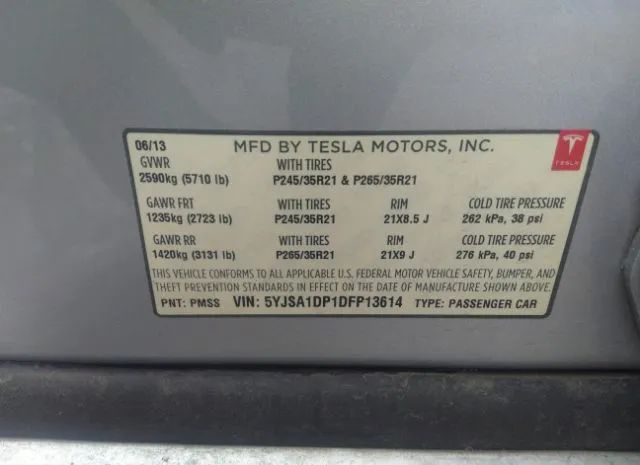 06/13 MFD BY TESLA MOTORS, INC.
TESLA
GVWR WITH TIRES
2590kg (5710 lb) P245/35R21 & P265/35R21
GAWR FRT WITH TIRES RIM COLD TIRE PRESSURE
1235kg (2723 lb) P245/35R21 21X8.5 J 262 kPa, 38 psi
GAWR RR WITH TIRES RIM COLD TIRE PRESSURE
1420kg (3131 lb) P265/35R21 21X9 J 276 kPa, 40 psi
THIS VEHICLE CONFORMS TO ALL APPLICABLE U.S. FEDERAL MOTOR VEHICLE SAFETY, BUMPER, AND
THEFT PREVENTION STANDARDS IN EFFECT ON THE DATE OF MANUFACTURE SHOWN ABOVE.
PNT: PMSS VIN: 5YJSA1DP1DFP13614 TYPE: PASSENGER CAR